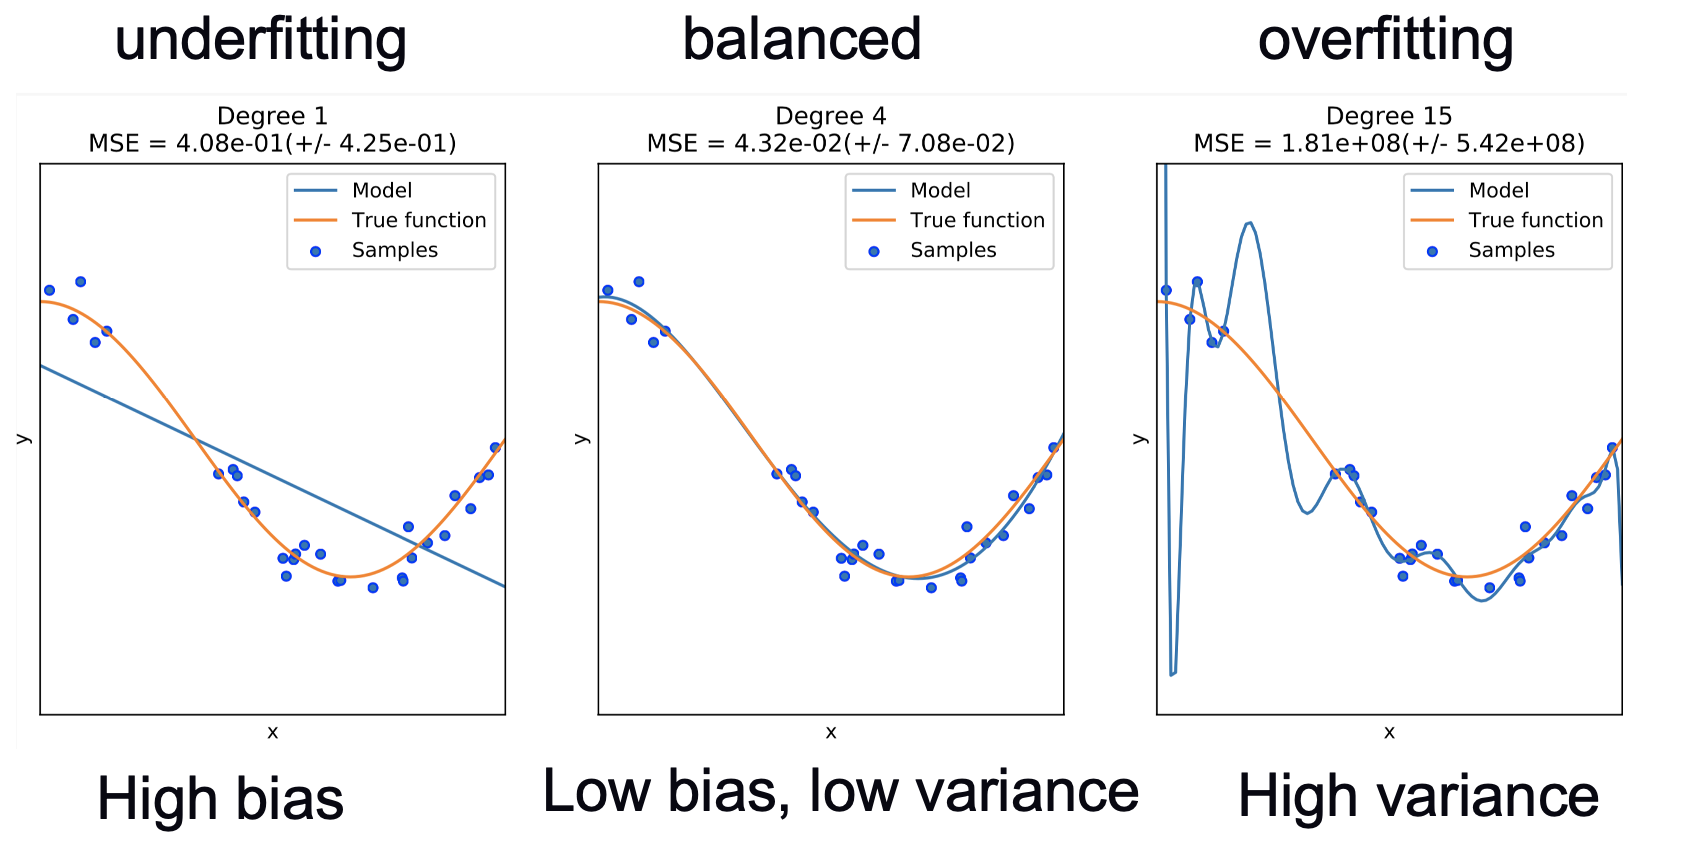 underfitting
balanced
overfitting
Degree 1
MSE = 4.08e-01(+/- 4.25e-01)
Model
True function
Samples
y
x
Degree 4
MSE = 4.32e-02(+/- 7.08e-02)
Model
True function
Samples
y
x
Degree 15
MSE = 1.81e+08(+/- 5.42e+08)
Model
True function
Samples
y
x
High bias
Low bias, low variance
High variance